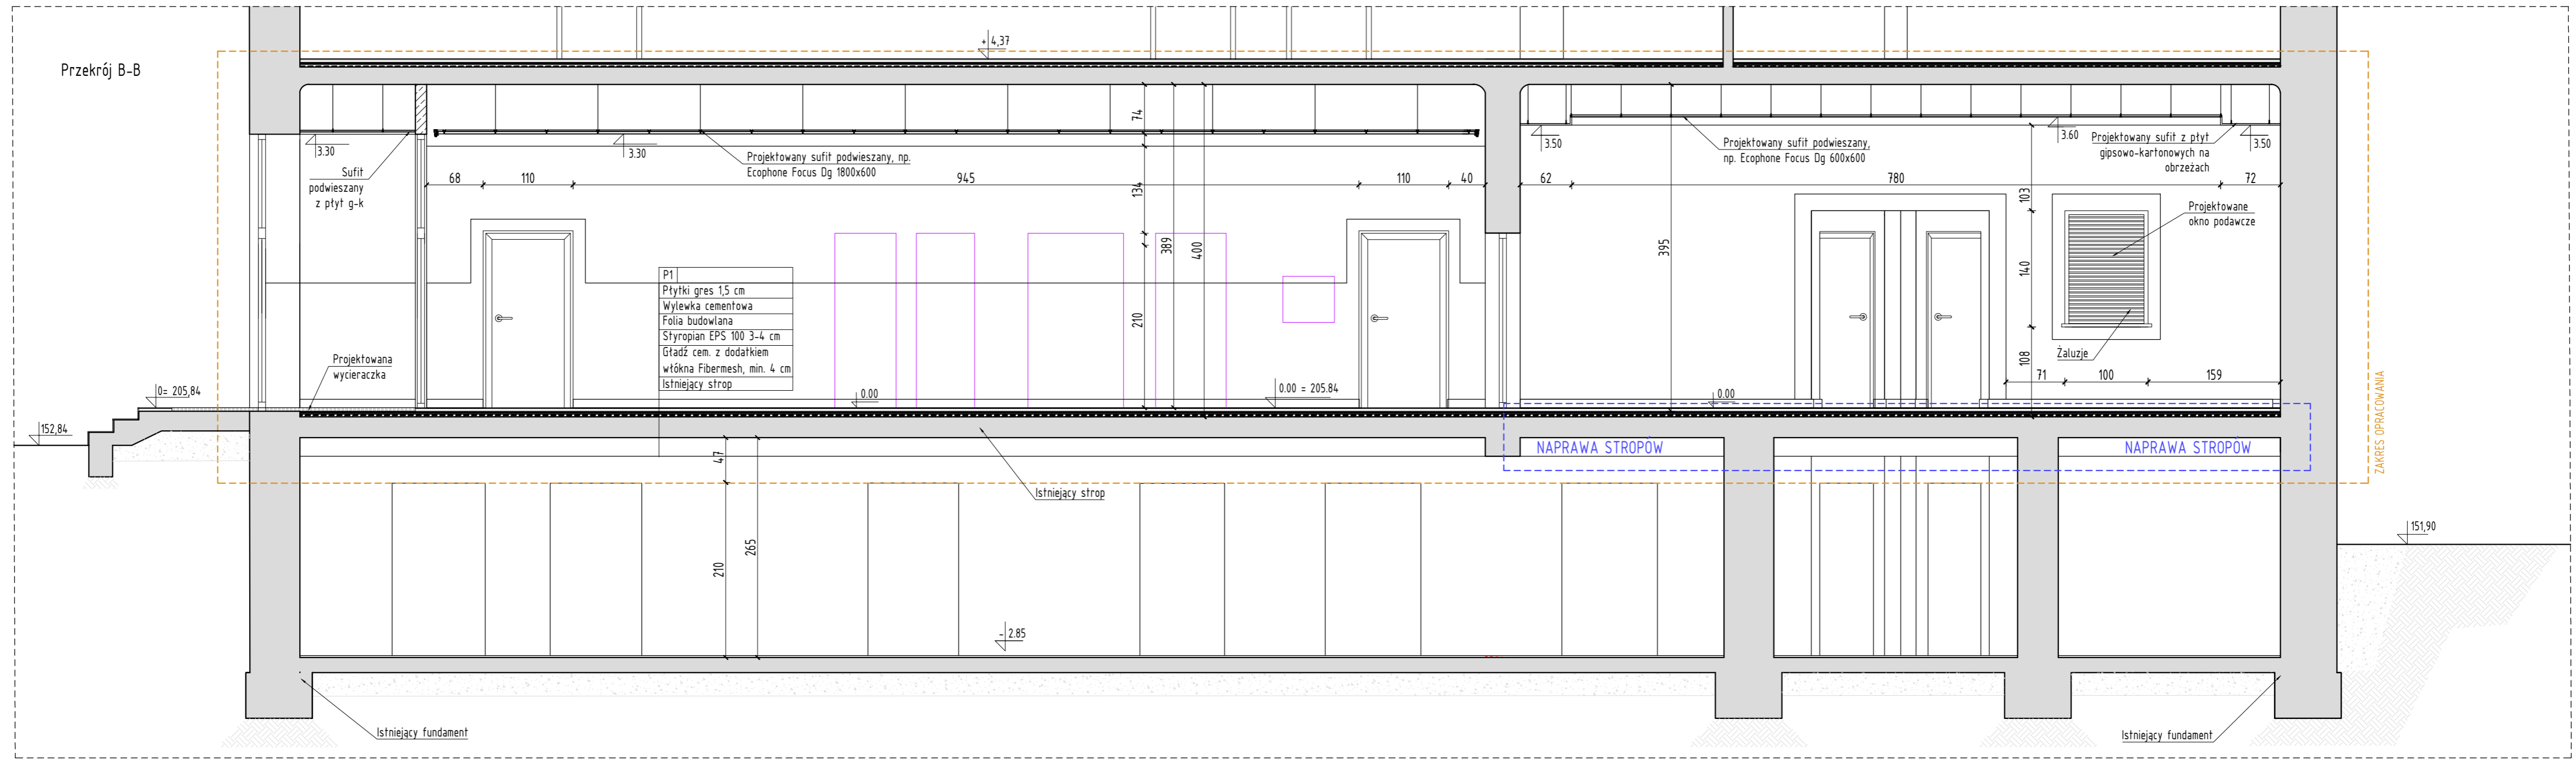 Przekrój B-B
+ 4,37
3.30
Sufit
podwieszany
z płyt g-k
3.30
Projektowany sufit podwieszany, np.
Ecophone Focus Dg 1800x600
74
3.50
Projektowany sufit podwieszany,
np. Ecophone Focus Dg 600x600
3.60
Projektowany sufit z płyt
gipsowo-kartonowych na
obrzeżach
3.50
68
110
945
110
40
62
780
72
134
389
400
395
103
Projektowane
okno podawcze
P1
Płytki gres 1,5 cm
Wylewka cementowa
Folia budowlana
Styropian EPS 100 3-4 cm
Gładź cem. z dodatkiem
włókna Fibermesh, min. 4 cm
Istniejący strop
210
140
108
Żaluzje
71
100
159
Projektowana
wycieraczka
0= 205,84
0.00
0.00 = 205.84
0.00
152,84
ZAKRES OPRACOWANIA
NAPRAWA STROPÓW
NAPRAWA STROPÓW
47
Istniejący strop
265
210
151,90
- 2.85
Istniejący fundament
Istniejący fundament